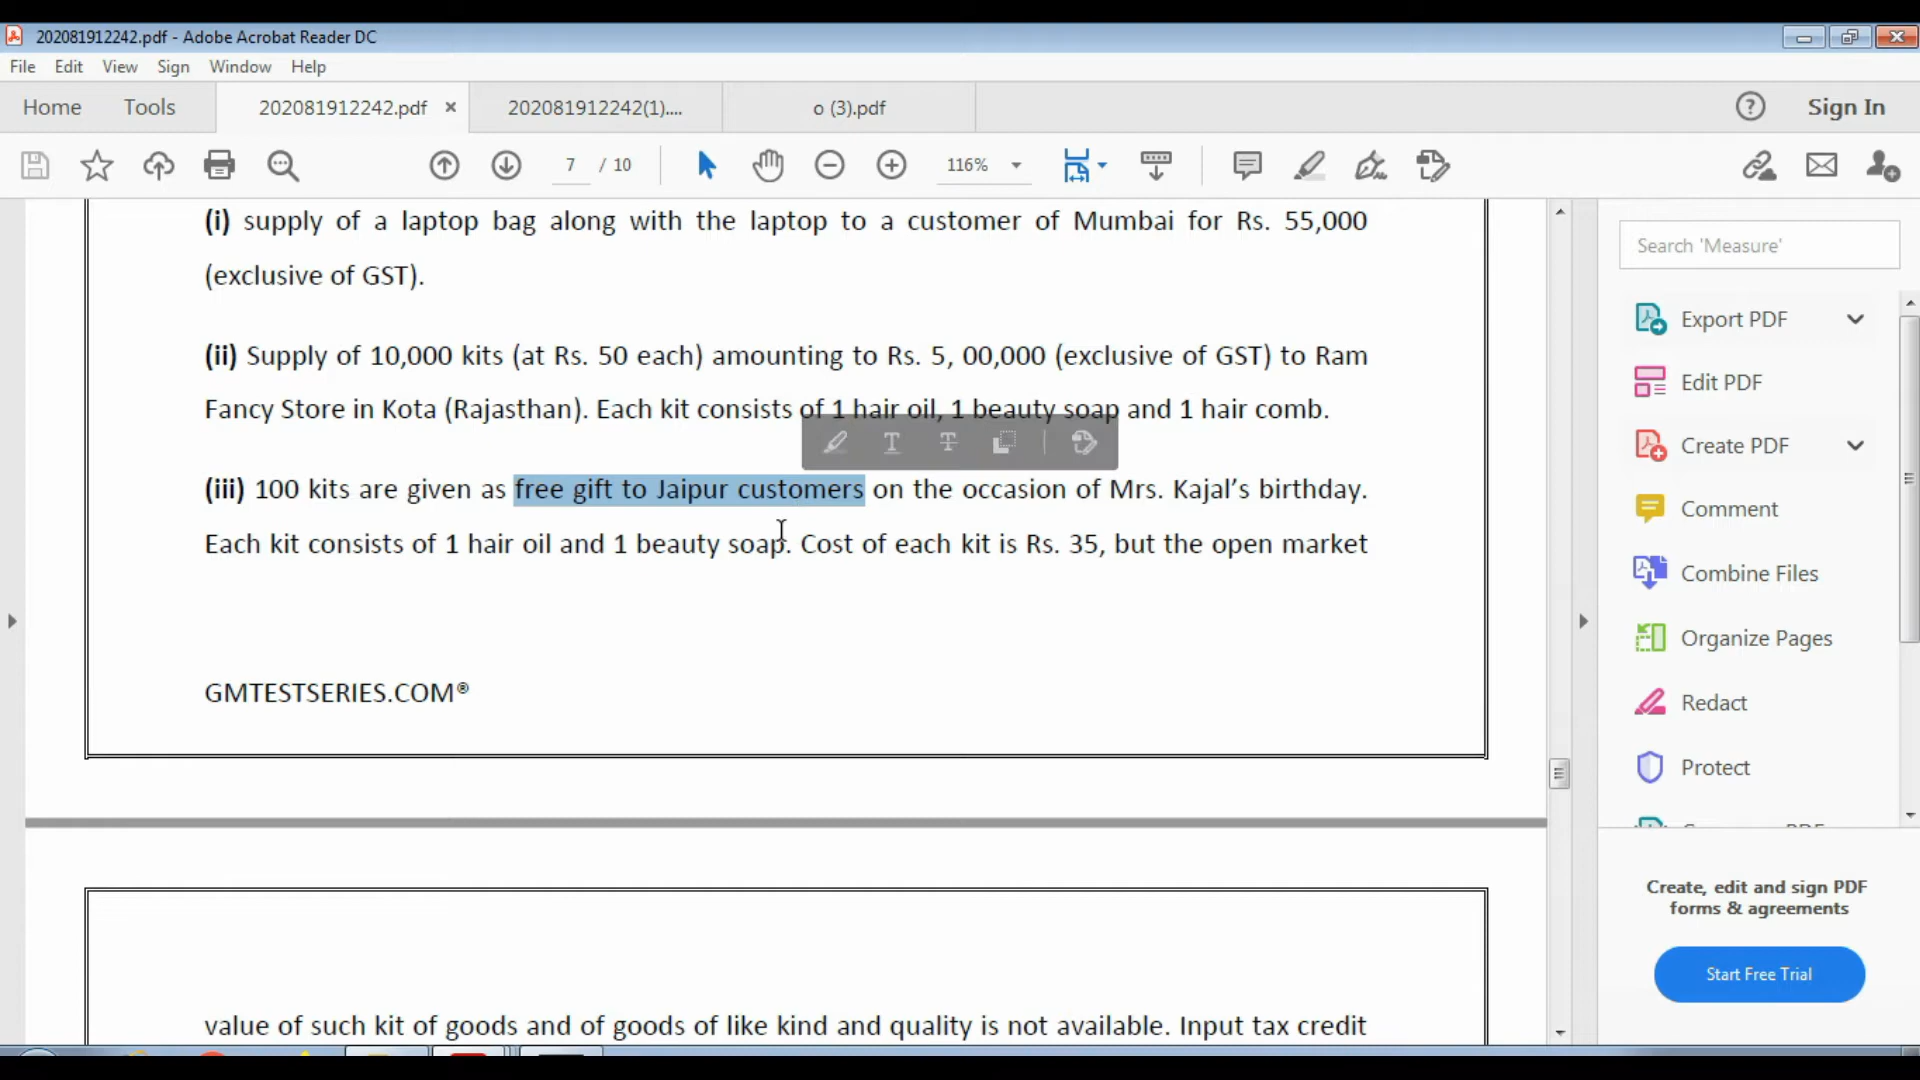 202081912242.pdf - Adobe Acrobat Reader DC
File Edit View Sign Window Help
Home Tools 202081912242.pdf × 202081912242(1).... o (3).pdf Sign In
7 / 10 116%
(i) supply of a laptop bag along with the laptop to a customer of Mumbai for Rs. 55,000
(exclusive of GST).
(ii) Supply of 10,000 kits (at Rs. 50 each) amounting to Rs. 5, 00,000 (exclusive of GST) to Ram
Fancy Store in Kota (Rajasthan). Each kit consists of 1 hair oil, 1 beauty soap and 1 hair comb.
(iii) 100 kits are given as free gift to Jaipur customers on the occasion of Mrs. Kajal’s birthday.
Each kit consists of 1 hair oil and 1 beauty soap. Cost of each kit is Rs. 35, but the open market
GMTESTSERIES.COM®
value of such kit of goods and of goods of like kind and quality is not available. Input tax credit
Search 'Measure'
Export PDF
Edit PDF
Create PDF
Comment
Combine Files
Organize Pages
Redact
Protect
Create, edit and sign PDF
forms & agreements
Start Free Trial